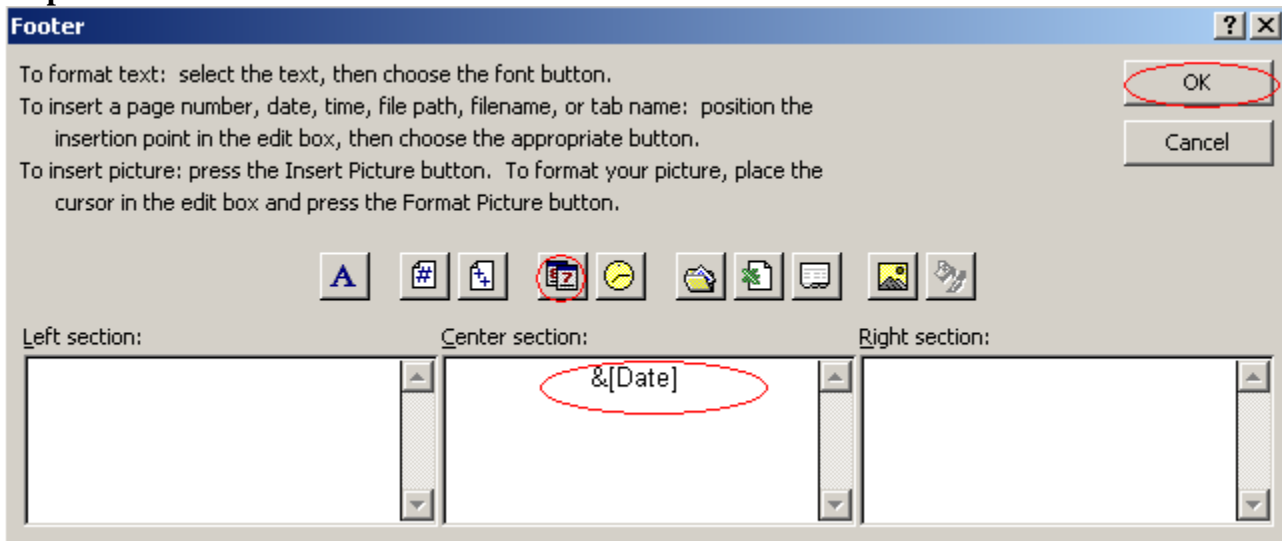 Footer
To format text: select the text, then choose the font button.
To insert a page number, date, time, file path, filename, or tab name: position the
insertion point in the edit box, then choose the appropriate button.
To insert picture: press the Insert Picture button. To format your picture, place the
cursor in the edit box and press the Format Picture button.
OK
Cancel
Left section:
Center section:
Right section:
&[Date]